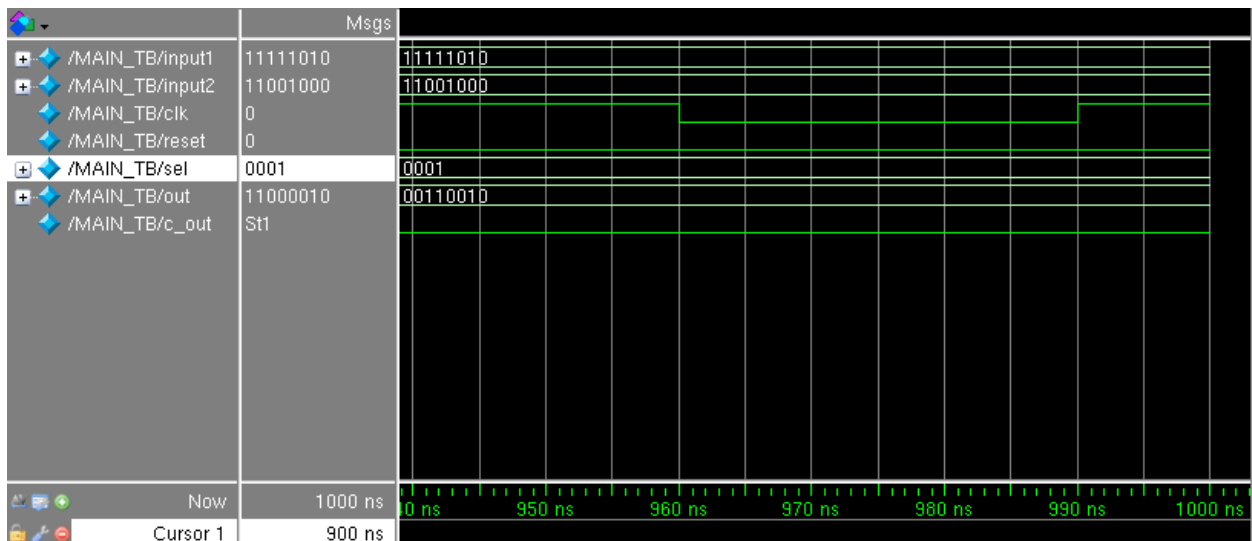 Msgs
/MAIN_TB/input1 11111010 11111010
/MAIN_TB/input2 11001000 11001000
/MAIN_TB/clk 0
/MAIN_TB/reset 0
/MAIN_TB/sel 0001 0001
/MAIN_TB/out 11000010 00110010
/MAIN_TB/c_out St1
Now 1000 ns
0 ns 950 ns 960 ns 970 ns 980 ns 990 ns 1000 ns
Cursor 1 900 ns